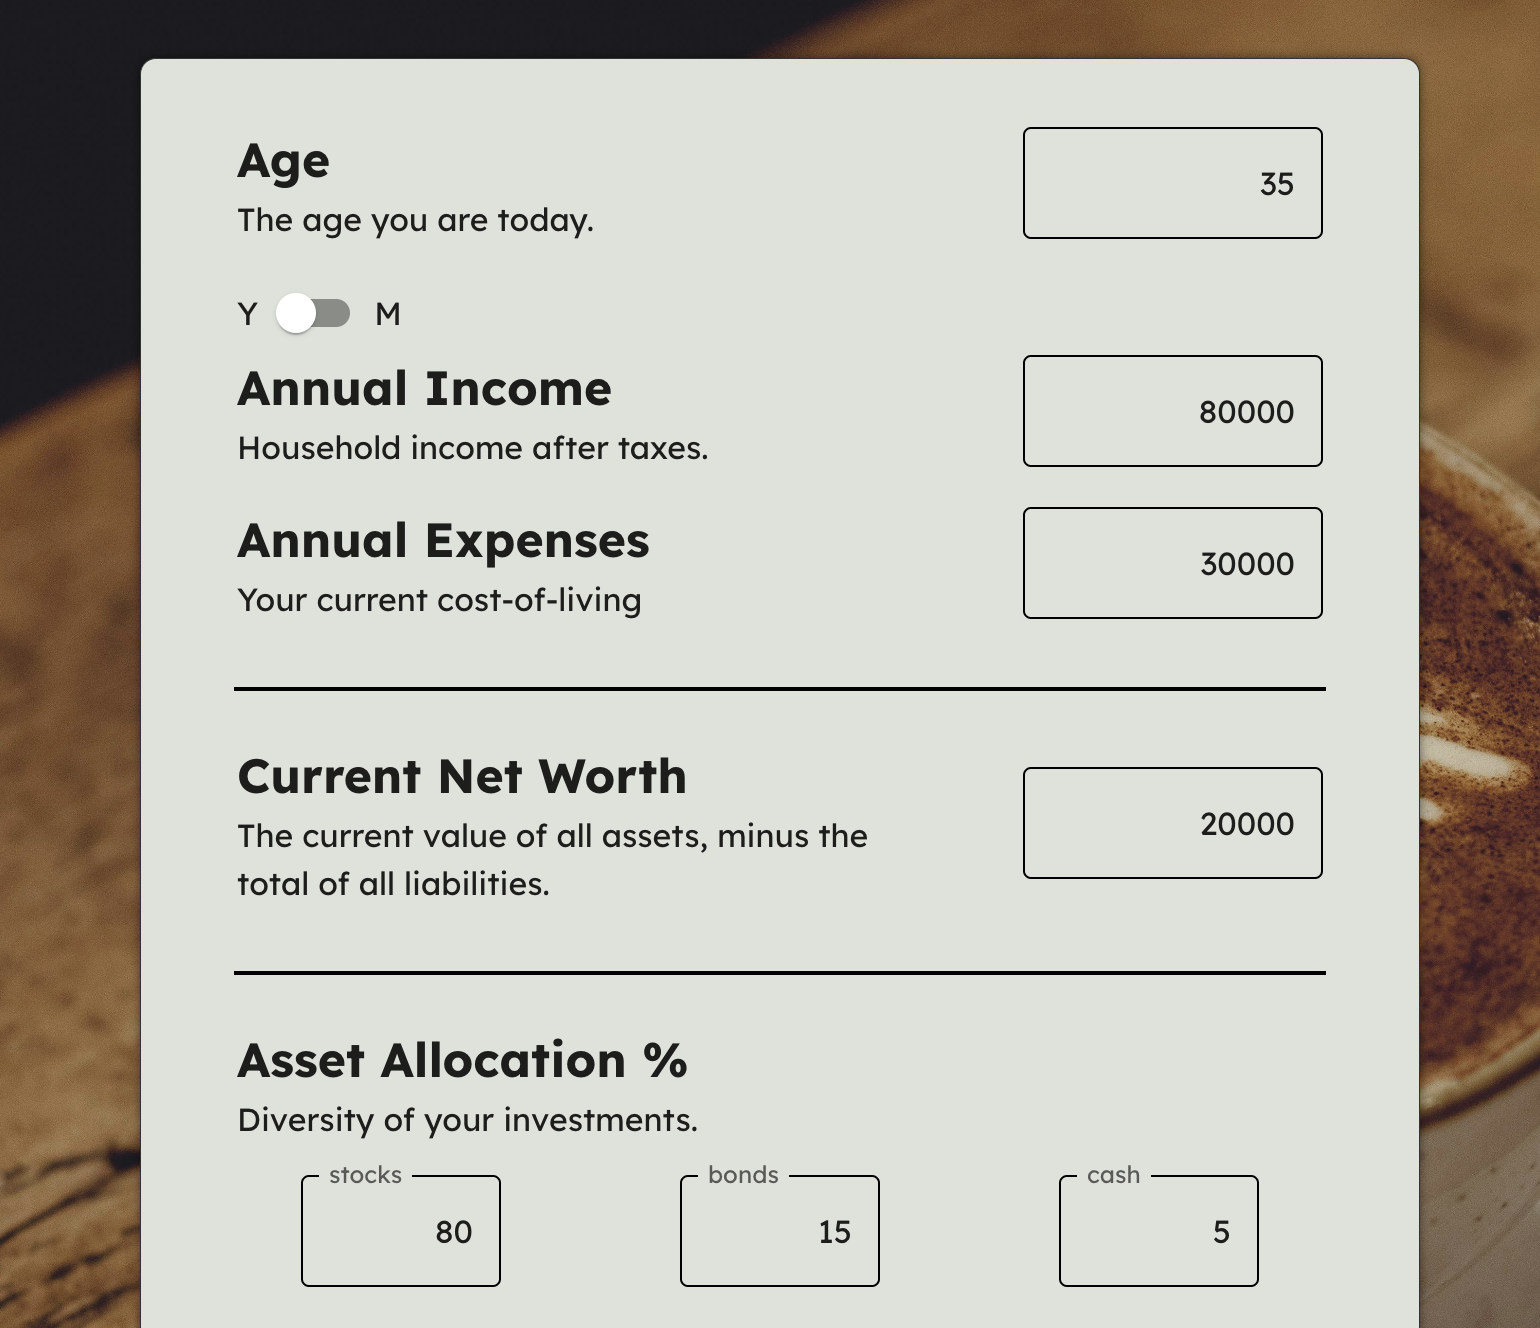 Age
The age you are today.
35
Y M
Annual Income
Household income after taxes.
80000
Annual Expenses
Your current cost-of-living
30000
Current Net Worth
The current value of all assets, minus the
total of all liabilities.
20000
Asset Allocation %
Diversity of your investments.
stocks
80
bonds
15
cash
5